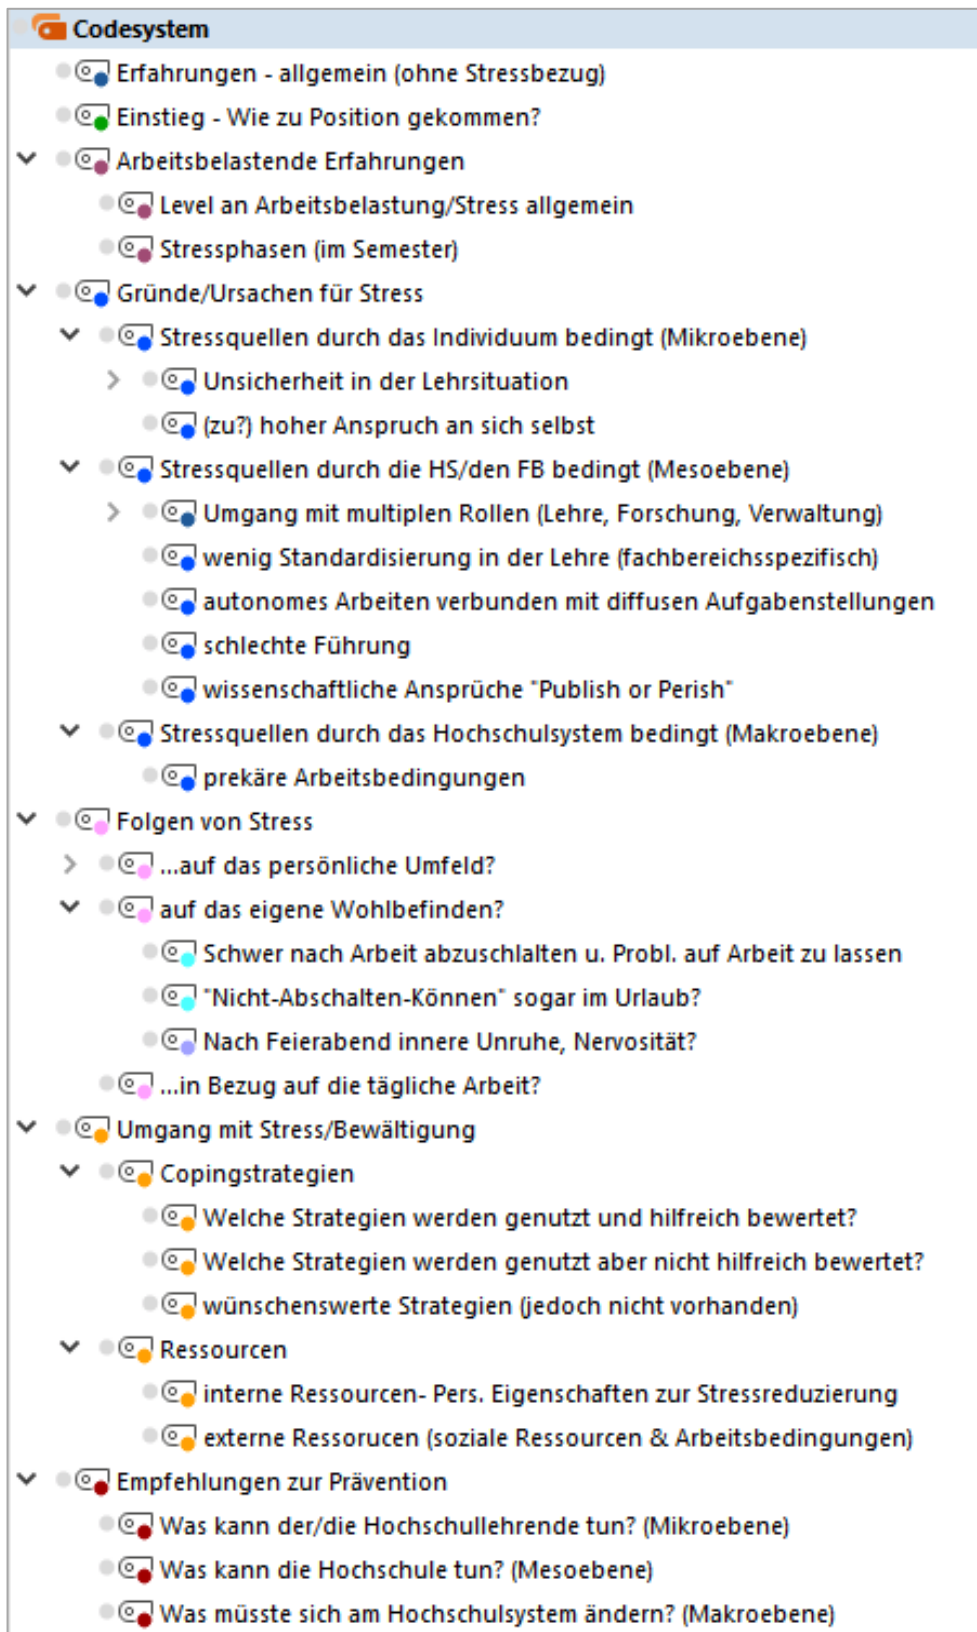 Codesystem
Erfahrungen - allgemein (ohne Stressbezug)
Einstieg - Wie zu Position gekommen?
Arbeitsbelastende Erfahrungen
Level an Arbeitsbelastung/Stress allgemein
Stressphasen (im Semester)
Gründe/Ursachen für Stress
Stressquellen durch das Individuum bedingt (Mikroebene)
Unsicherheit in der Lehrsituation
(zu?) hoher Anspruch an sich selbst
Stressquellen durch die HS/den FB bedingt (Mesoebene)
Umgang mit multiplen Rollen (Lehre, Forschung, Verwaltung)
wenig Standardisierung in der Lehre (fachbereichsspezifisch)
autonomes Arbeiten verbunden mit diffusen Aufgabenstellungen
schlechte Führung
wissenschaftliche Ansprüche "Publish or Perish"
Stressquellen durch das Hochschulsystem bedingt (Makroebene)
prekäre Arbeitsbedingungen
Folgen von Stress
...auf das persönliche Umfeld?
auf das eigene Wohlbefinden?
Schwer nach Arbeit abzuschlalten u. Probl. auf Arbeit zu lassen
"Nicht-Abschalten-Können" sogar im Urlaub?
Nach Feierabend innere Unruhe, Nervosität?
...in Bezug auf die tägliche Arbeit?
Umgang mit Stress/Bewältigung
Copingstrategien
Welche Strategien werden genutzt und hilfreich bewertet?
Welche Strategien werden genutzt aber nicht hilfreich bewertet?
wünschenswerte Strategien (jedoch nicht vorhanden)
Ressourcen
interne Ressourcen- Pers. Eigenschaften zur Stressreduzierung
externe Ressorucen (soziale Ressourcen & Arbeitsbedingungen)
Empfehlungen zur Prävention
Was kann der/die Hochschullehrende tun? (Mikroebene)
Was kann die Hochschule tun? (Mesoebene)
Was müsste sich am Hochschulsystem ändern? (Makroebene)